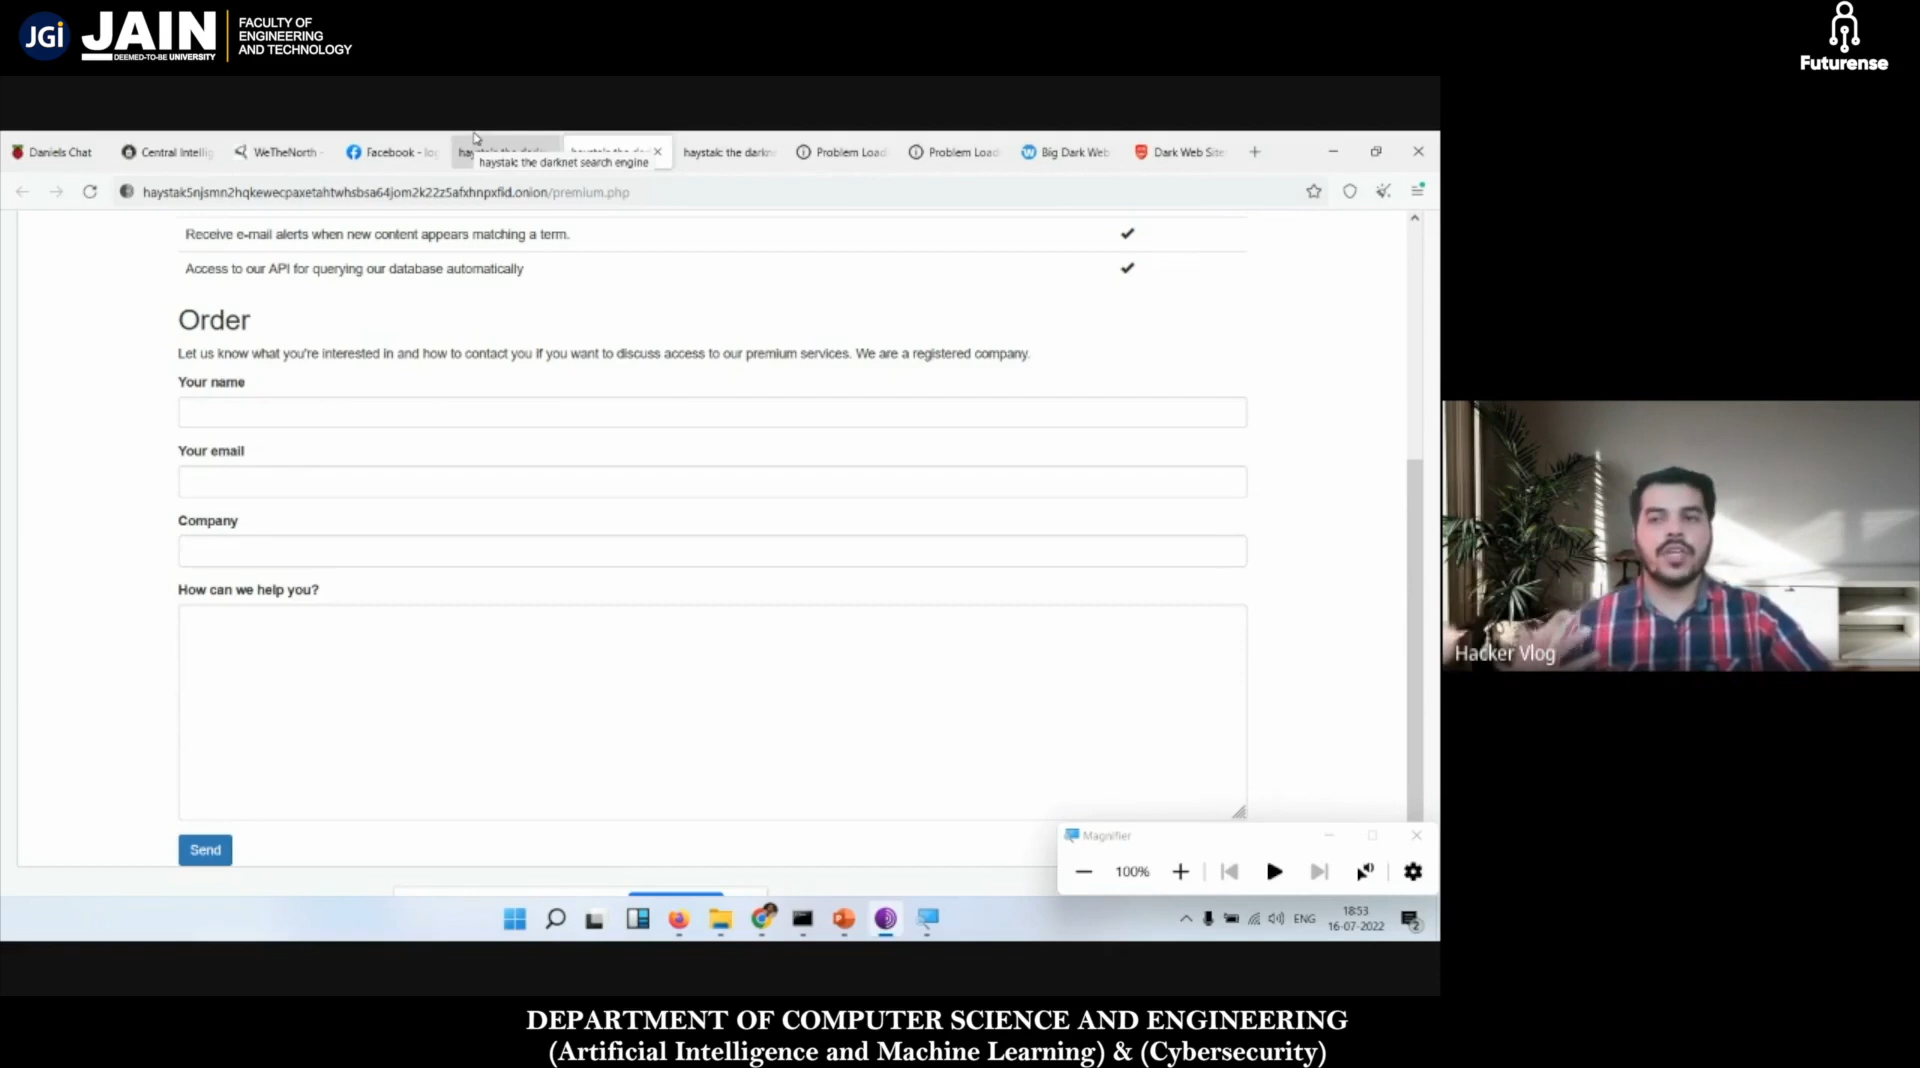 JGI JAIN
DEEMED-TO-BE UNIVERSITY
FACULTY OF
ENGINEERING
AND TECHNOLOGY
Futurense
Daniels Chat
Central Intellig
WeTheNorth -
Facebook - log
haystak: the darknet search engine
haystak: the darkn
Problem Load
Problem Load
Big Dark Web
Dark Web Site
haystak5njsmn2hqkewecpaxetahtwhsbsa64jom2k22z5afxhnpxfid.onion/premium.php
Receive e-mail alerts when new content appears matching a term.
Access to our API for querying our database automatically
Order
Let us know what you're interested in and how to contact you if you want to discuss access to our premium services. We are a registered company.
Your name
Your email
Company
How can we help you?
Send
Magnifier
100%
ENG
18:53
16-07-2022
2
Hacker Vlog
DEPARTMENT OF COMPUTER SCIENCE AND ENGINEERING
(Artificial Intelligence and Machine Learning) & (Cybersecurity)